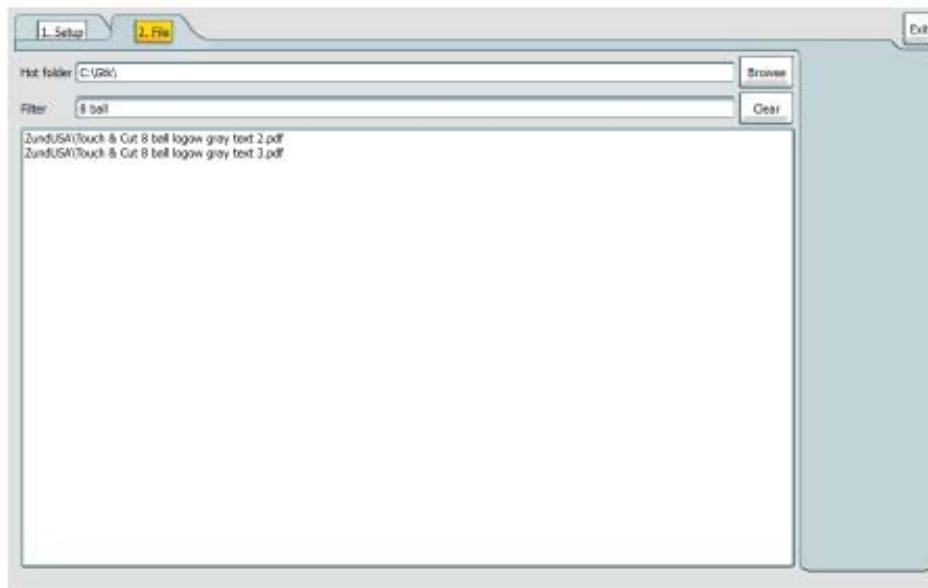 1. Setup 2. File Exit
Hot folder Browse
Filter 8 ball Clear
ZundUSA\Touch & Cut 8 ball logow gray text 2.pdf
ZundUSA\Touch & Cut 8 ball logow gray text 3.pdf